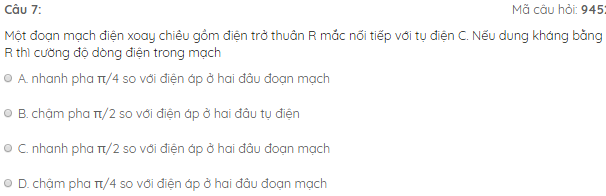 Câu 7: Mã câu hỏi: 945
Một đoạn mạch điện xoay chiều gồm điện trở thuần R mắc nối tiếp với tụ điện C. Nếu dung kháng bằng
R thì cường độ dòng điện trong mạch
A. nhanh pha π/4 so với điện áp ở hai đầu đoạn mạch
B. chậm pha π/2 so với điện áp ở hai đầu tụ điện
C. nhanh pha π/2 so với điện áp ở hai đầu đoạn mạch
D. chậm pha π/4 so với điện áp ở hai đầu đoạn mạch